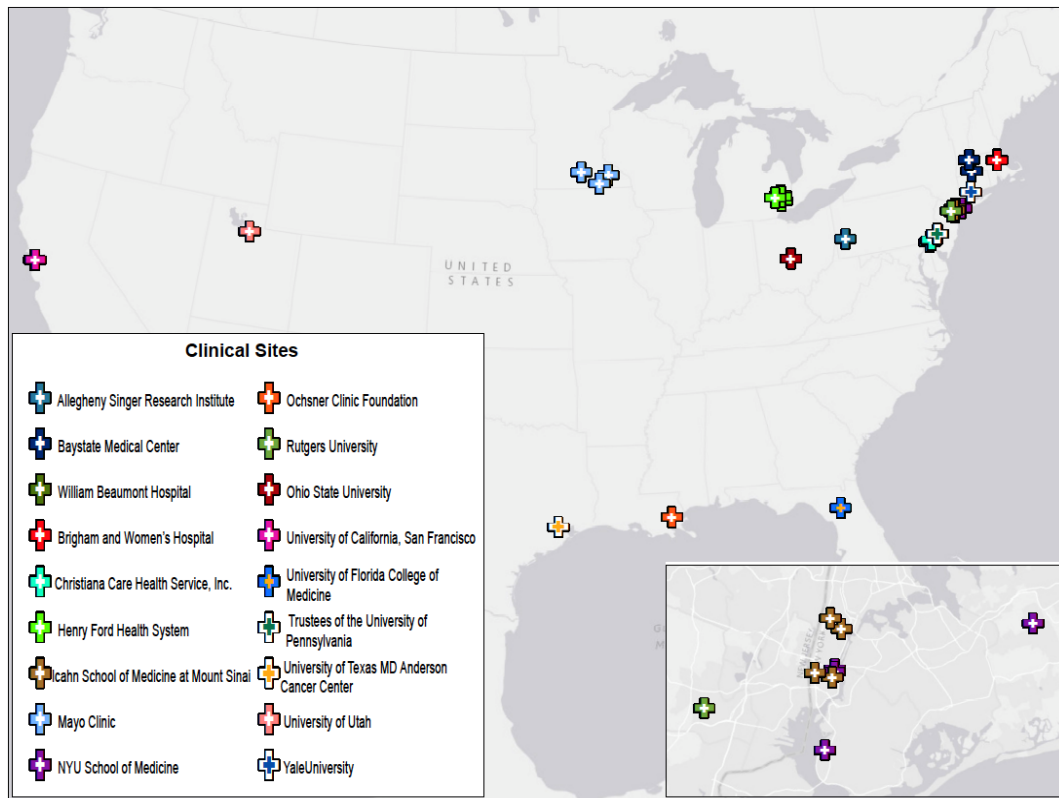 UNITED
STATES
Clinical Sites
Allegheny Singer Research Institute
Baystate Medical Center
William Beaumont Hospital
Brigham and Women's Hospital
Christiana Care Health Service, Inc.
Henry Ford Health System
Icahn School of Medicine at Mount Sinai
Mayo Clinic
NYU School of Medicine
Ochsner Clinic Foundation
Rutgers University
Ohio State University
University of California, San Francisco
University of Florida College of
Medicine
Trustees of the University of
Pennsylvania
University of Texas MD Anderson
Cancer Center
University of Utah
YaleUniversity